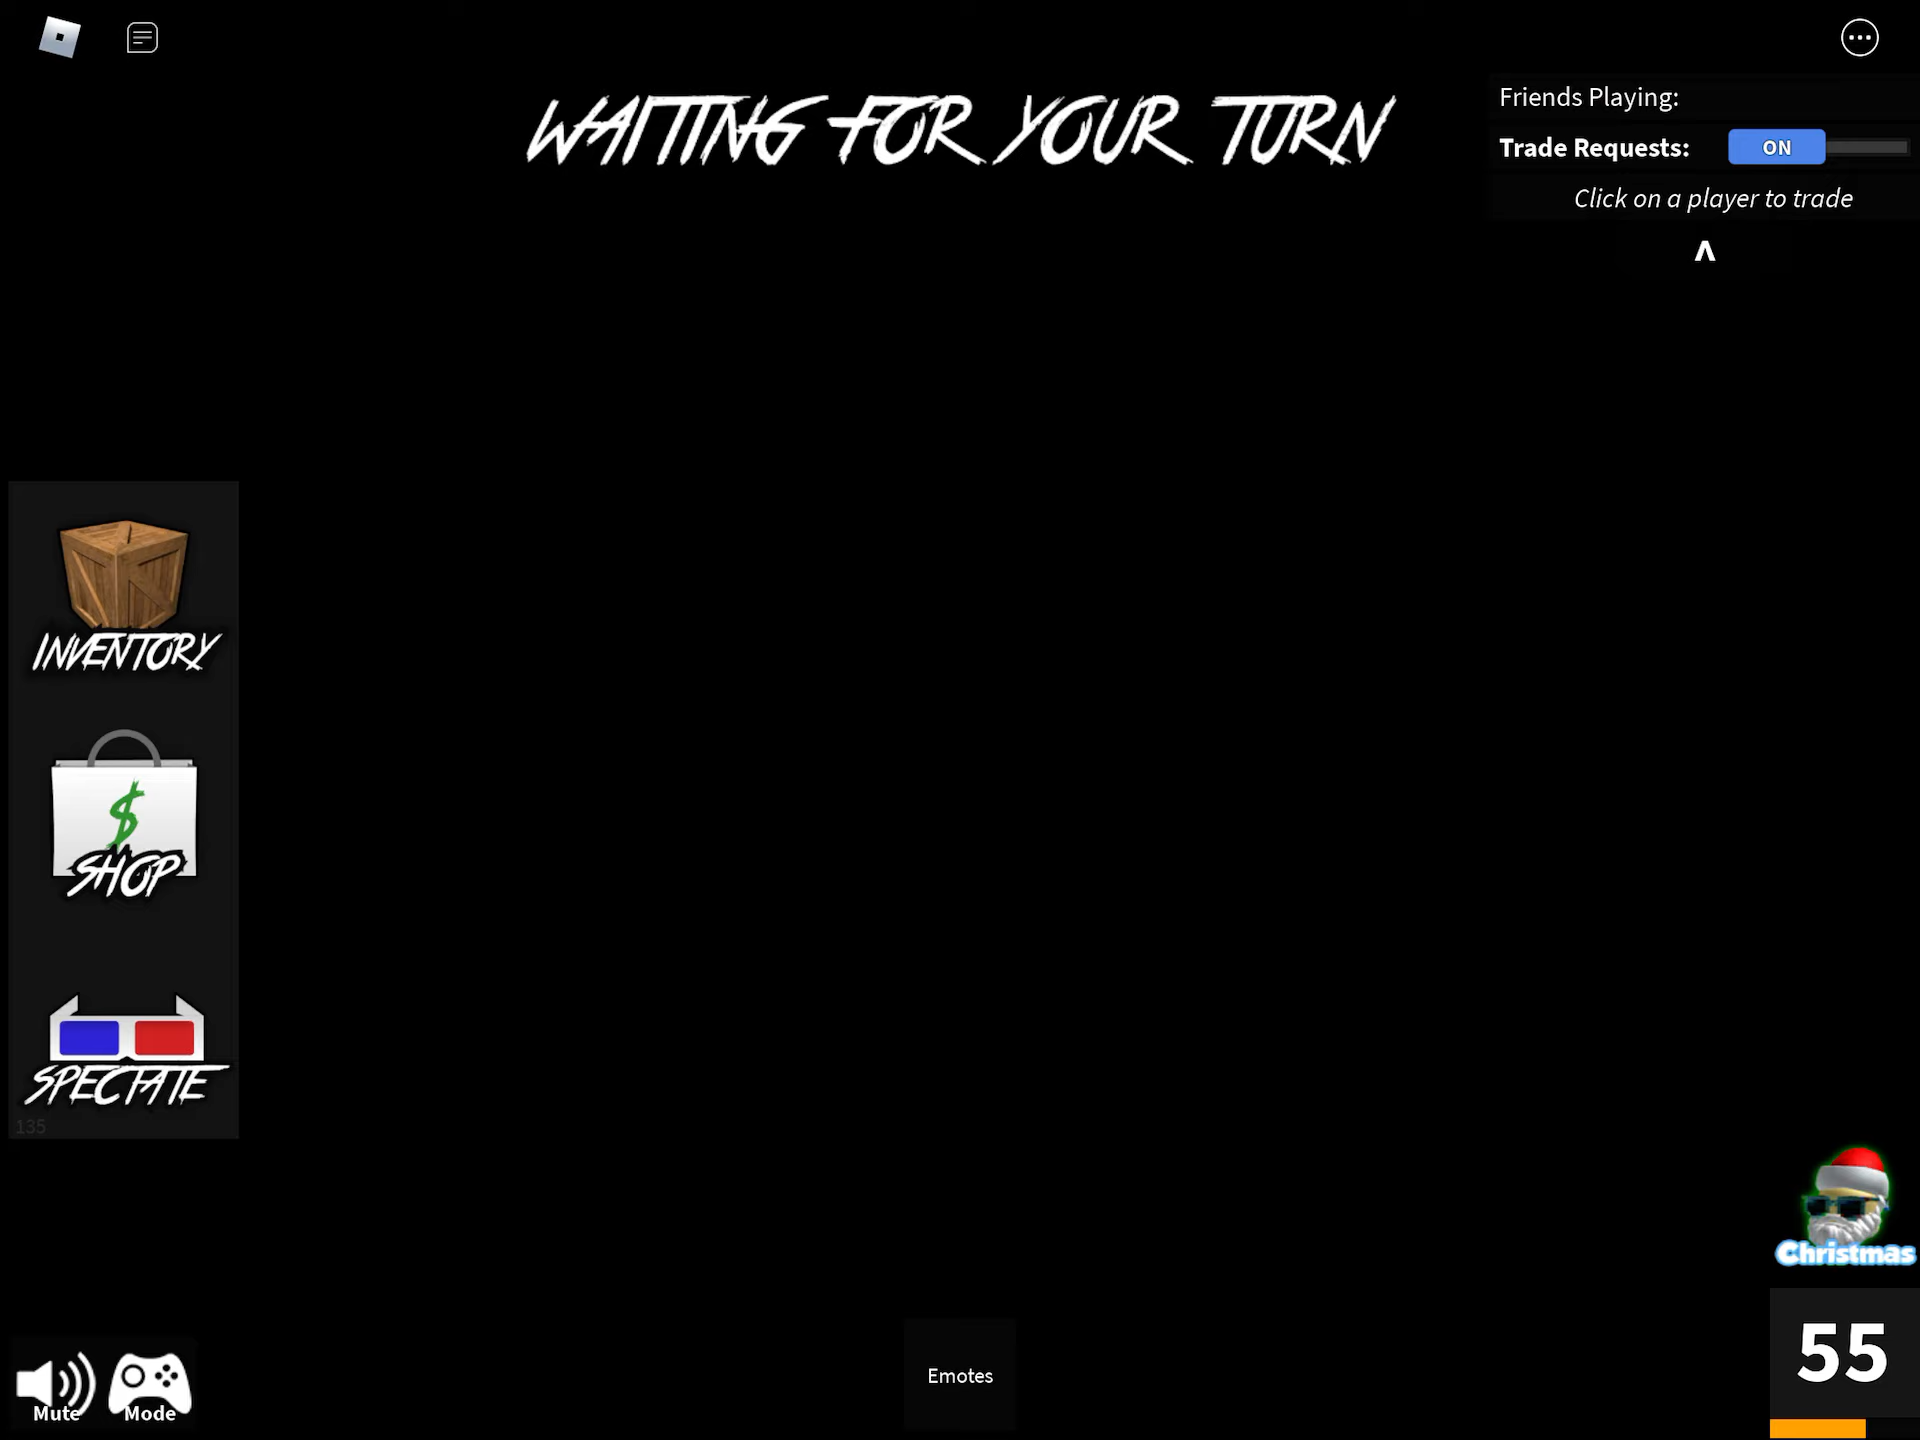 WAITING FOR YOUR TURN
Friends Playing:
Trade Requests: ON
Click on a player to trade
INVENTORY
$
SHOP
SPECTATE
135
Christmas
55
Mute
Mode
Emotes